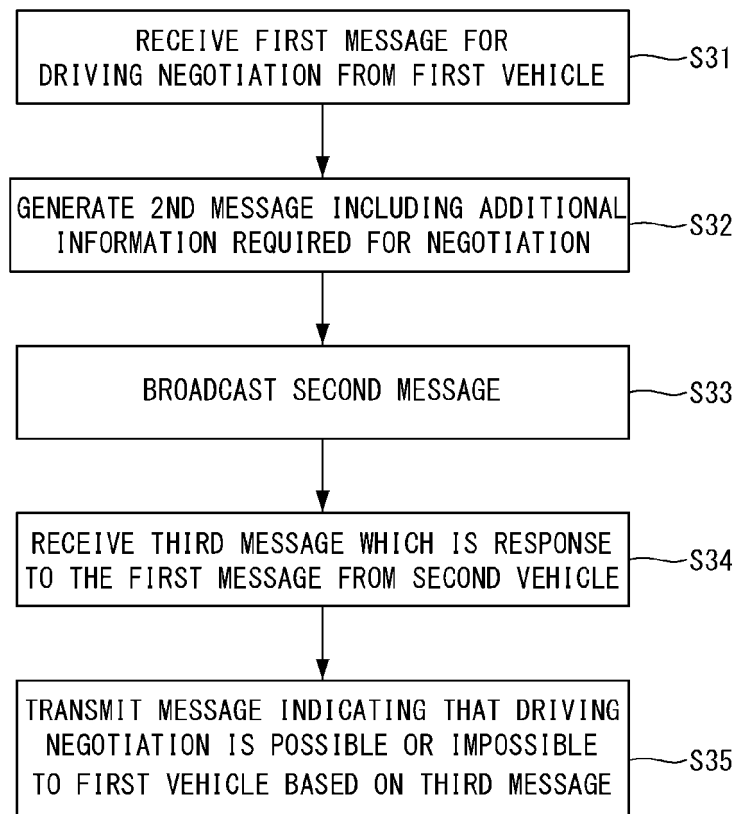 RECEIVE FIRST MESSAGE FOR
DRIVING NEGOTIATION FROM FIRST VEHICLE
S31
GENERATE 2ND MESSAGE INCLUDING ADDITIONAL
INFORMATION REQUIRED FOR NEGOTIATION
S32
BROADCAST SECOND MESSAGE
S33
RECEIVE THIRD MESSAGE WHICH IS RESPONSE
TO THE FIRST MESSAGE FROM SECOND VEHICLE
S34
TRANSMIT MESSAGE INDICATING THAT DRIVING
NEGOTIATION IS POSSIBLE OR IMPOSSIBLE
TO FIRST VEHICLE BASED ON THIRD MESSAGE
S35